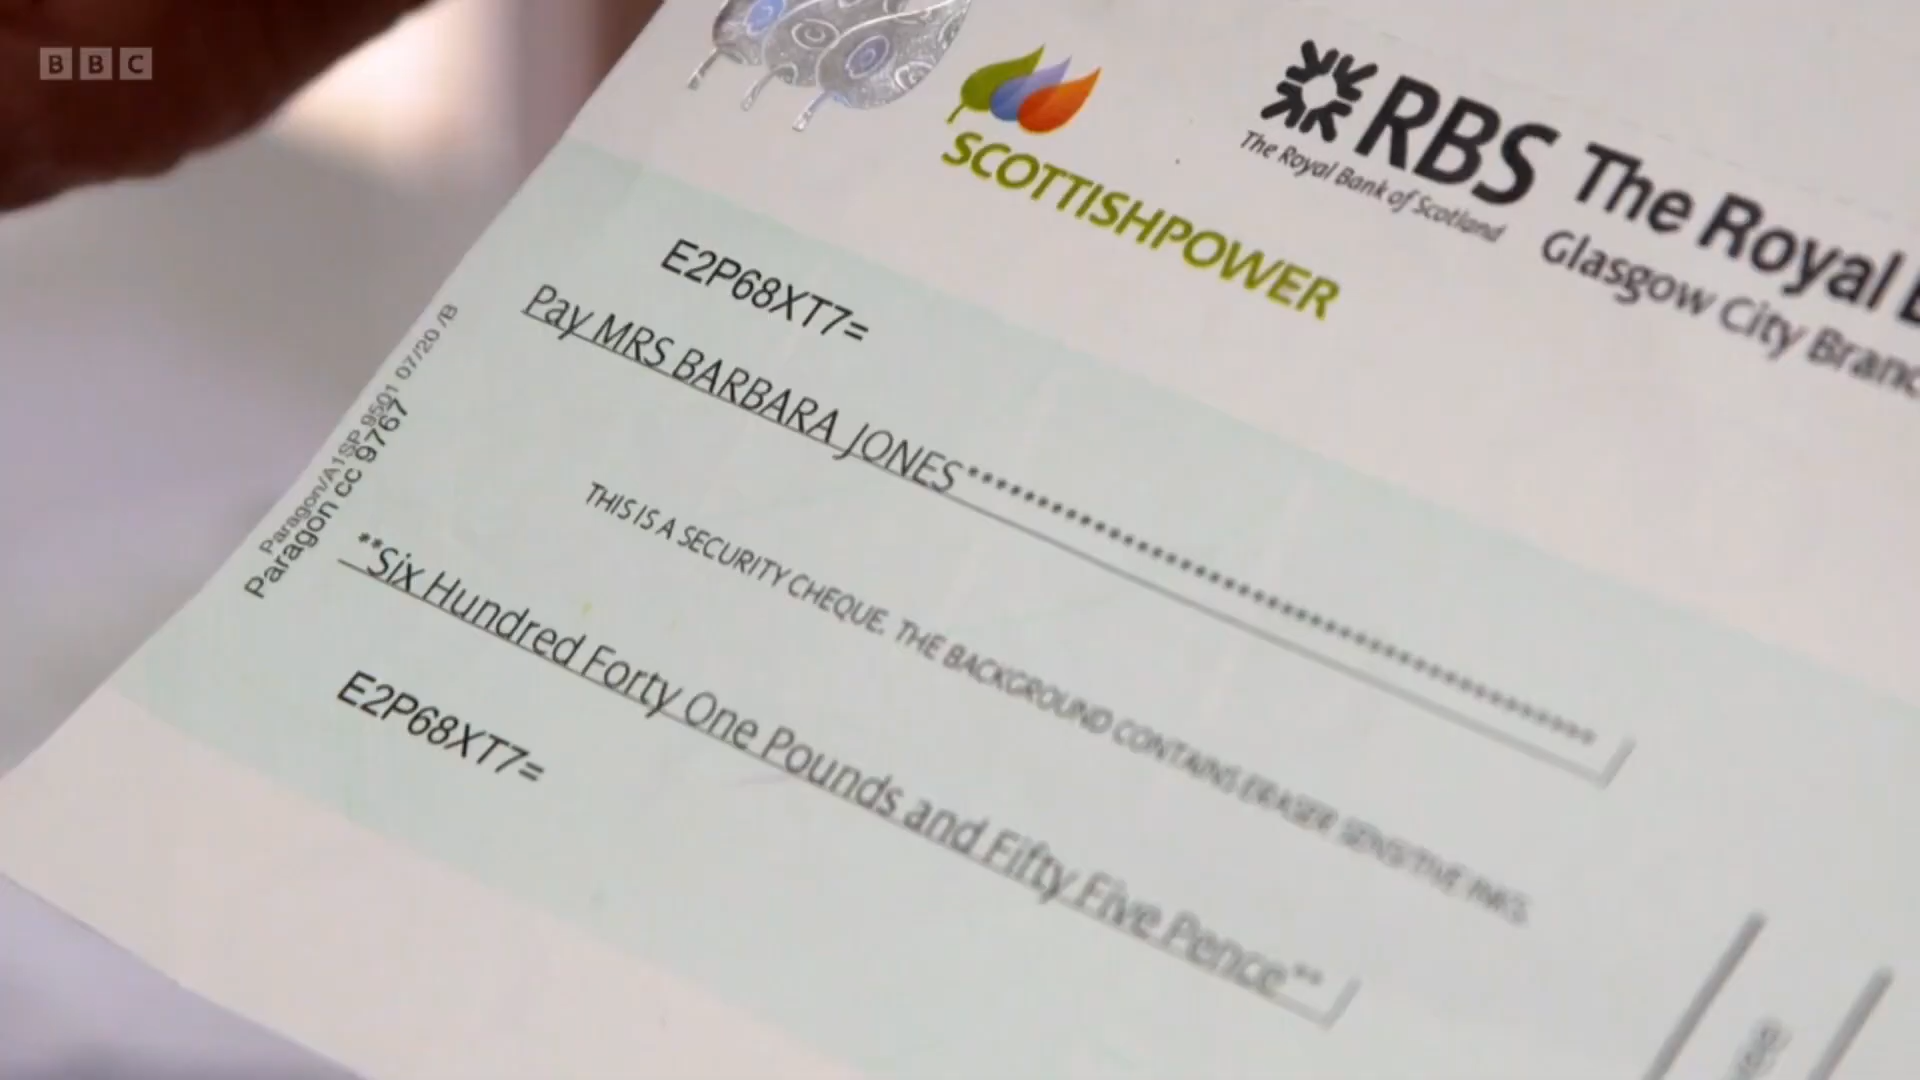 BBC
SCOTTISHPOWER
RBS
The Royal Bank of Scotland
The Royal
Glasgow City Branc
E2P68XT7=
Pay MRS BARBARA JONES****************************************
THIS IS A SECURITY CHEQUE. THE BACKGROUND CONTAINS ERASER SENSITIVE INKS
**Six Hundred Forty One Pounds and Fifty Five Pence**
E2P68XT7=
Paragon/A1SP 9501 07/20 /B
Paragon cc 9767